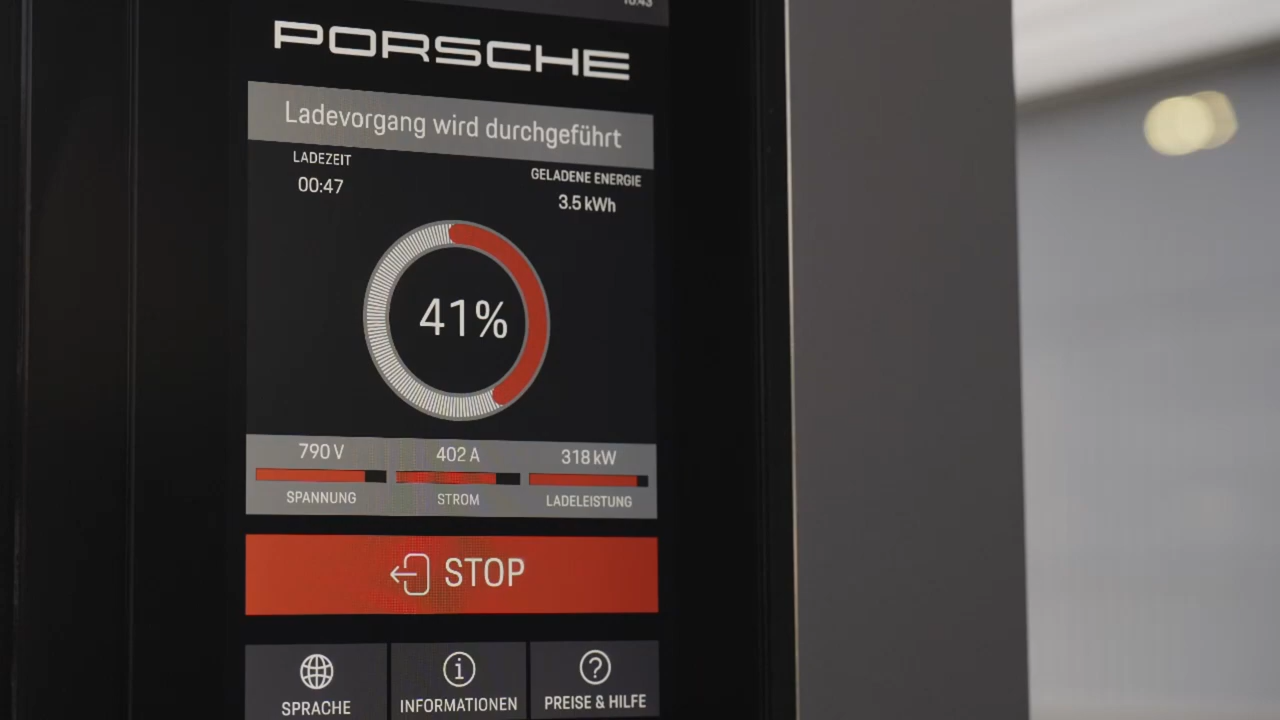 PORSCHE
Ladevorgang wird durchgeführt
LADEZEIT
00:47
GELADENE ENERGIE
3.5 kWh
41%
790 V
402 A
318 kW
SPANNUNG
STROM
LADELEISTUNG
STOP
SPRACHE
INFORMATIONEN
PREISE & HILFE